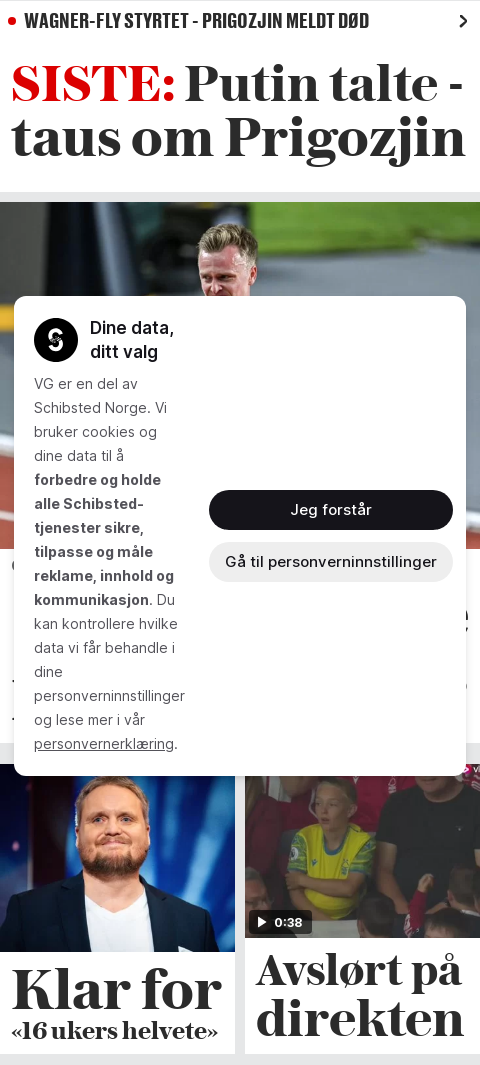 WAGNER-FLY STYRTET - PRIGOZJIN MELDT DØD
SISTE: Putin talte -
taus om Prigozjin
Dine data,
ditt valg
VG er en del av
Schibsted Norge. Vi
bruker cookies og
dine data til å
forbedre og holde
alle Schibsted-
tjenester sikre,
tilpasse og måle
reklame, innhold og
kommunikasjon. Du
kan kontrollere hvilke
data vi får behandle i
dine
personverninnstillinger
og lese mer i vår
personvernerklæring.
Jeg forstår
Gå til personverninnstillinger
0:38
Klar for
«16 ukers helvete»
Avslørt på
direkten